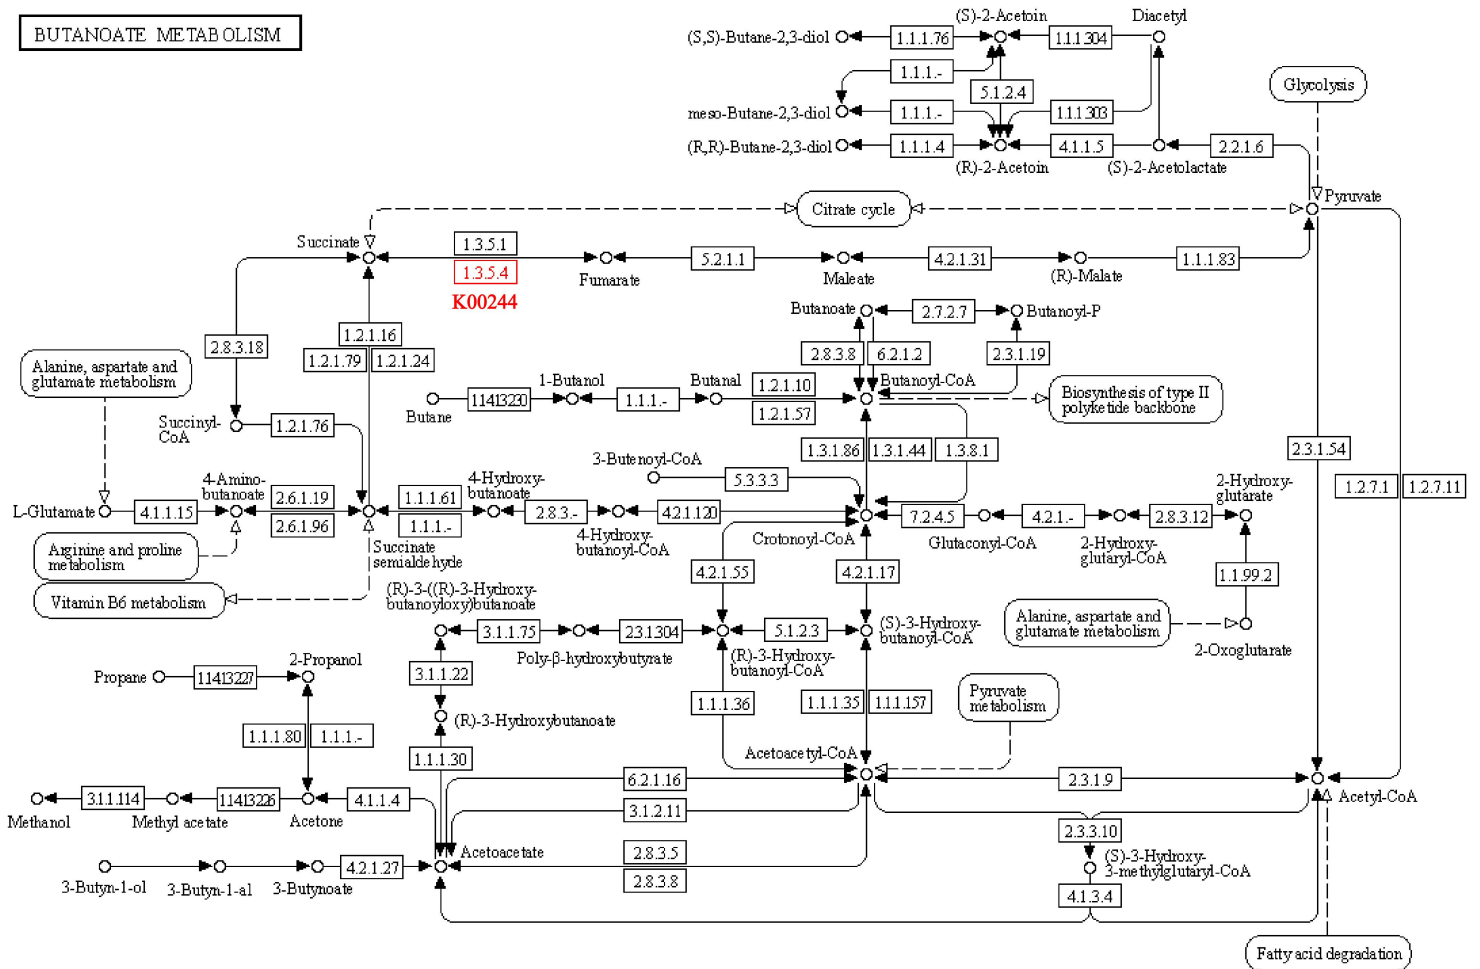 BUTANOATE METABOLISM
(S)-2-Acetoin
Diacetyl
(S,S)-Butane-2,3-diol
1.1.1.76
1.1.1.304
1.1.1.-
5.1.2.4
Glycolysis
meso-Butane-2,3-diol
1.1.1.-
1.1.1.303
(R,R)-Butane-2,3-diol
1.1.1.4
4.1.1.5
2.2.1.6
(R)-2-Acetoin
(S)-2-Acetolactate
Citrate cycle
Pyruvate
Succinate
1.3.5.1
1.3.5.4
K00244
Fumarate
5.2.1.1
Maleate
4.2.1.31
(R)-Malate
1.1.1.83
Butanoate
2.7.2.7
Butanoyl-P
2.8.3.18
1.2.1.16
1.2.1.79
1.2.1.24
2.8.3.8
6.2.1.2
2.3.1.19
Alanine, aspartate and
glutamate metabolism
Butane
11413230
1-Butanol
1.1.1.-
Butanal
1.2.1.10
1.2.1.57
Butanoyl-CoA
Biosynthesis of type II
polyketide backbone
Succinyl-
CoA
1.2.1.76
1.3.1.86
1.3.1.44
1.3.8.1
2.3.1.54
3-Butenoyl-CoA
5.3.3.3
1.2.7.1
1.2.7.11
L-Glutamate
4.1.1.15
4-Amino-
butanoate
2.6.1.19
2.6.1.96
1.1.1.61
1.1.1.-
4-Hydroxy-
butanoate
2.8.3.-
4-Hydroxy-
butanoyl-CoA
4.2.1.120
Crotonoyl-CoA
7.2.4.5
Glutaconyl-CoA
4.2.1.-
2-Hydroxy-
glutaryl-CoA
2.8.3.12
2-Hydroxy-
glutarate
Arginine and proline
metabolism
Succinate
semialdehyde
Vitamin B6 metabolism
4.2.1.55
4.2.1.17
1.1.99.2
(R)-3-((R)-3-Hydroxy-
butanoyloxy)butanoate
3.1.1.75
Poly-β-hydroxybutyrate
2.3.1.304
(R)-3-Hydroxy-
butanoyl-CoA
5.1.2.3
(S)-3-Hydroxy-
butanoyl-CoA
Alanine, aspartate and
glutamate metabolism
2-Oxoglutarate
Propane
11413227
2-Propanol
3.1.1.22
(R)-3-Hydroxybutanoate
1.1.1.36
1.1.1.35
1.1.1.157
Pyruvate
metabolism
1.1.1.80
1.1.1.-
1.1.1.30
Acetoacetyl-CoA
6.2.1.16
2.3.1.9
Acetyl-CoA
Methanol
3.1.1.114
Methyl acetate
11413226
Acetone
4.1.1.4
3.1.2.11
2.3.3.10
3-Butyn-1-ol
3-Butyn-1-al
3-Butynoate
4.2.1.27
Acetoacetate
2.8.3.5
2.8.3.8
(S)-3-Hydroxy-
3-methylglutaryl-CoA
4.1.3.4
Fatty acid degradation